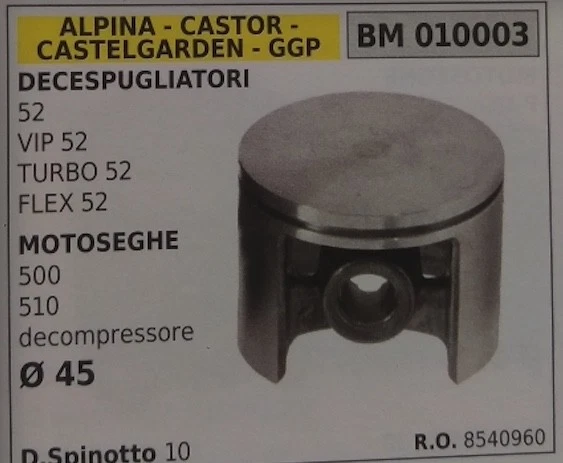 ALPINA - CASTOR -
CASTELGARDEN - GGP
BM 010003
DECESPUGLIATORI
52
VIP 52
TURBO 52
FLEX 52
MOTOSEGHE
500
510
decompressore
Ø 45
D.Spinotto 10
R.O. 8540960